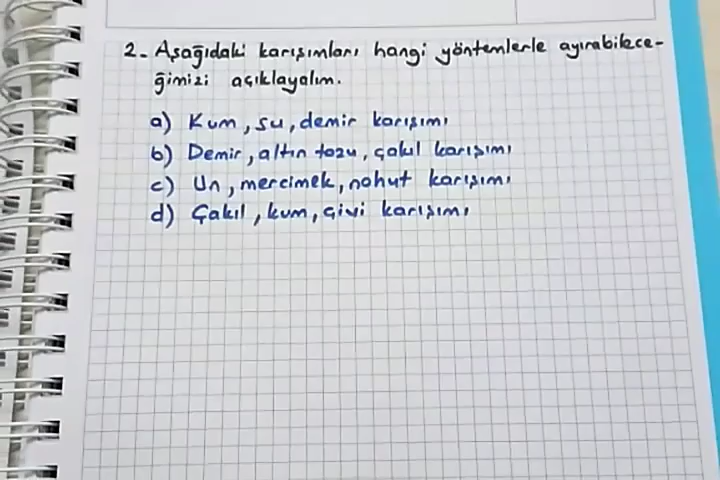 2- Aşağıdaki karışımları hangi yöntemlerle ayırabilece-
ğimizi açıklayalım.
a) Kum, su, demir karışımı
b) Demir, altın tozu, çakıl karışımı
c) Un, mercimek, nohut karışımı
d) Çakıl, kum, çivi karışımı